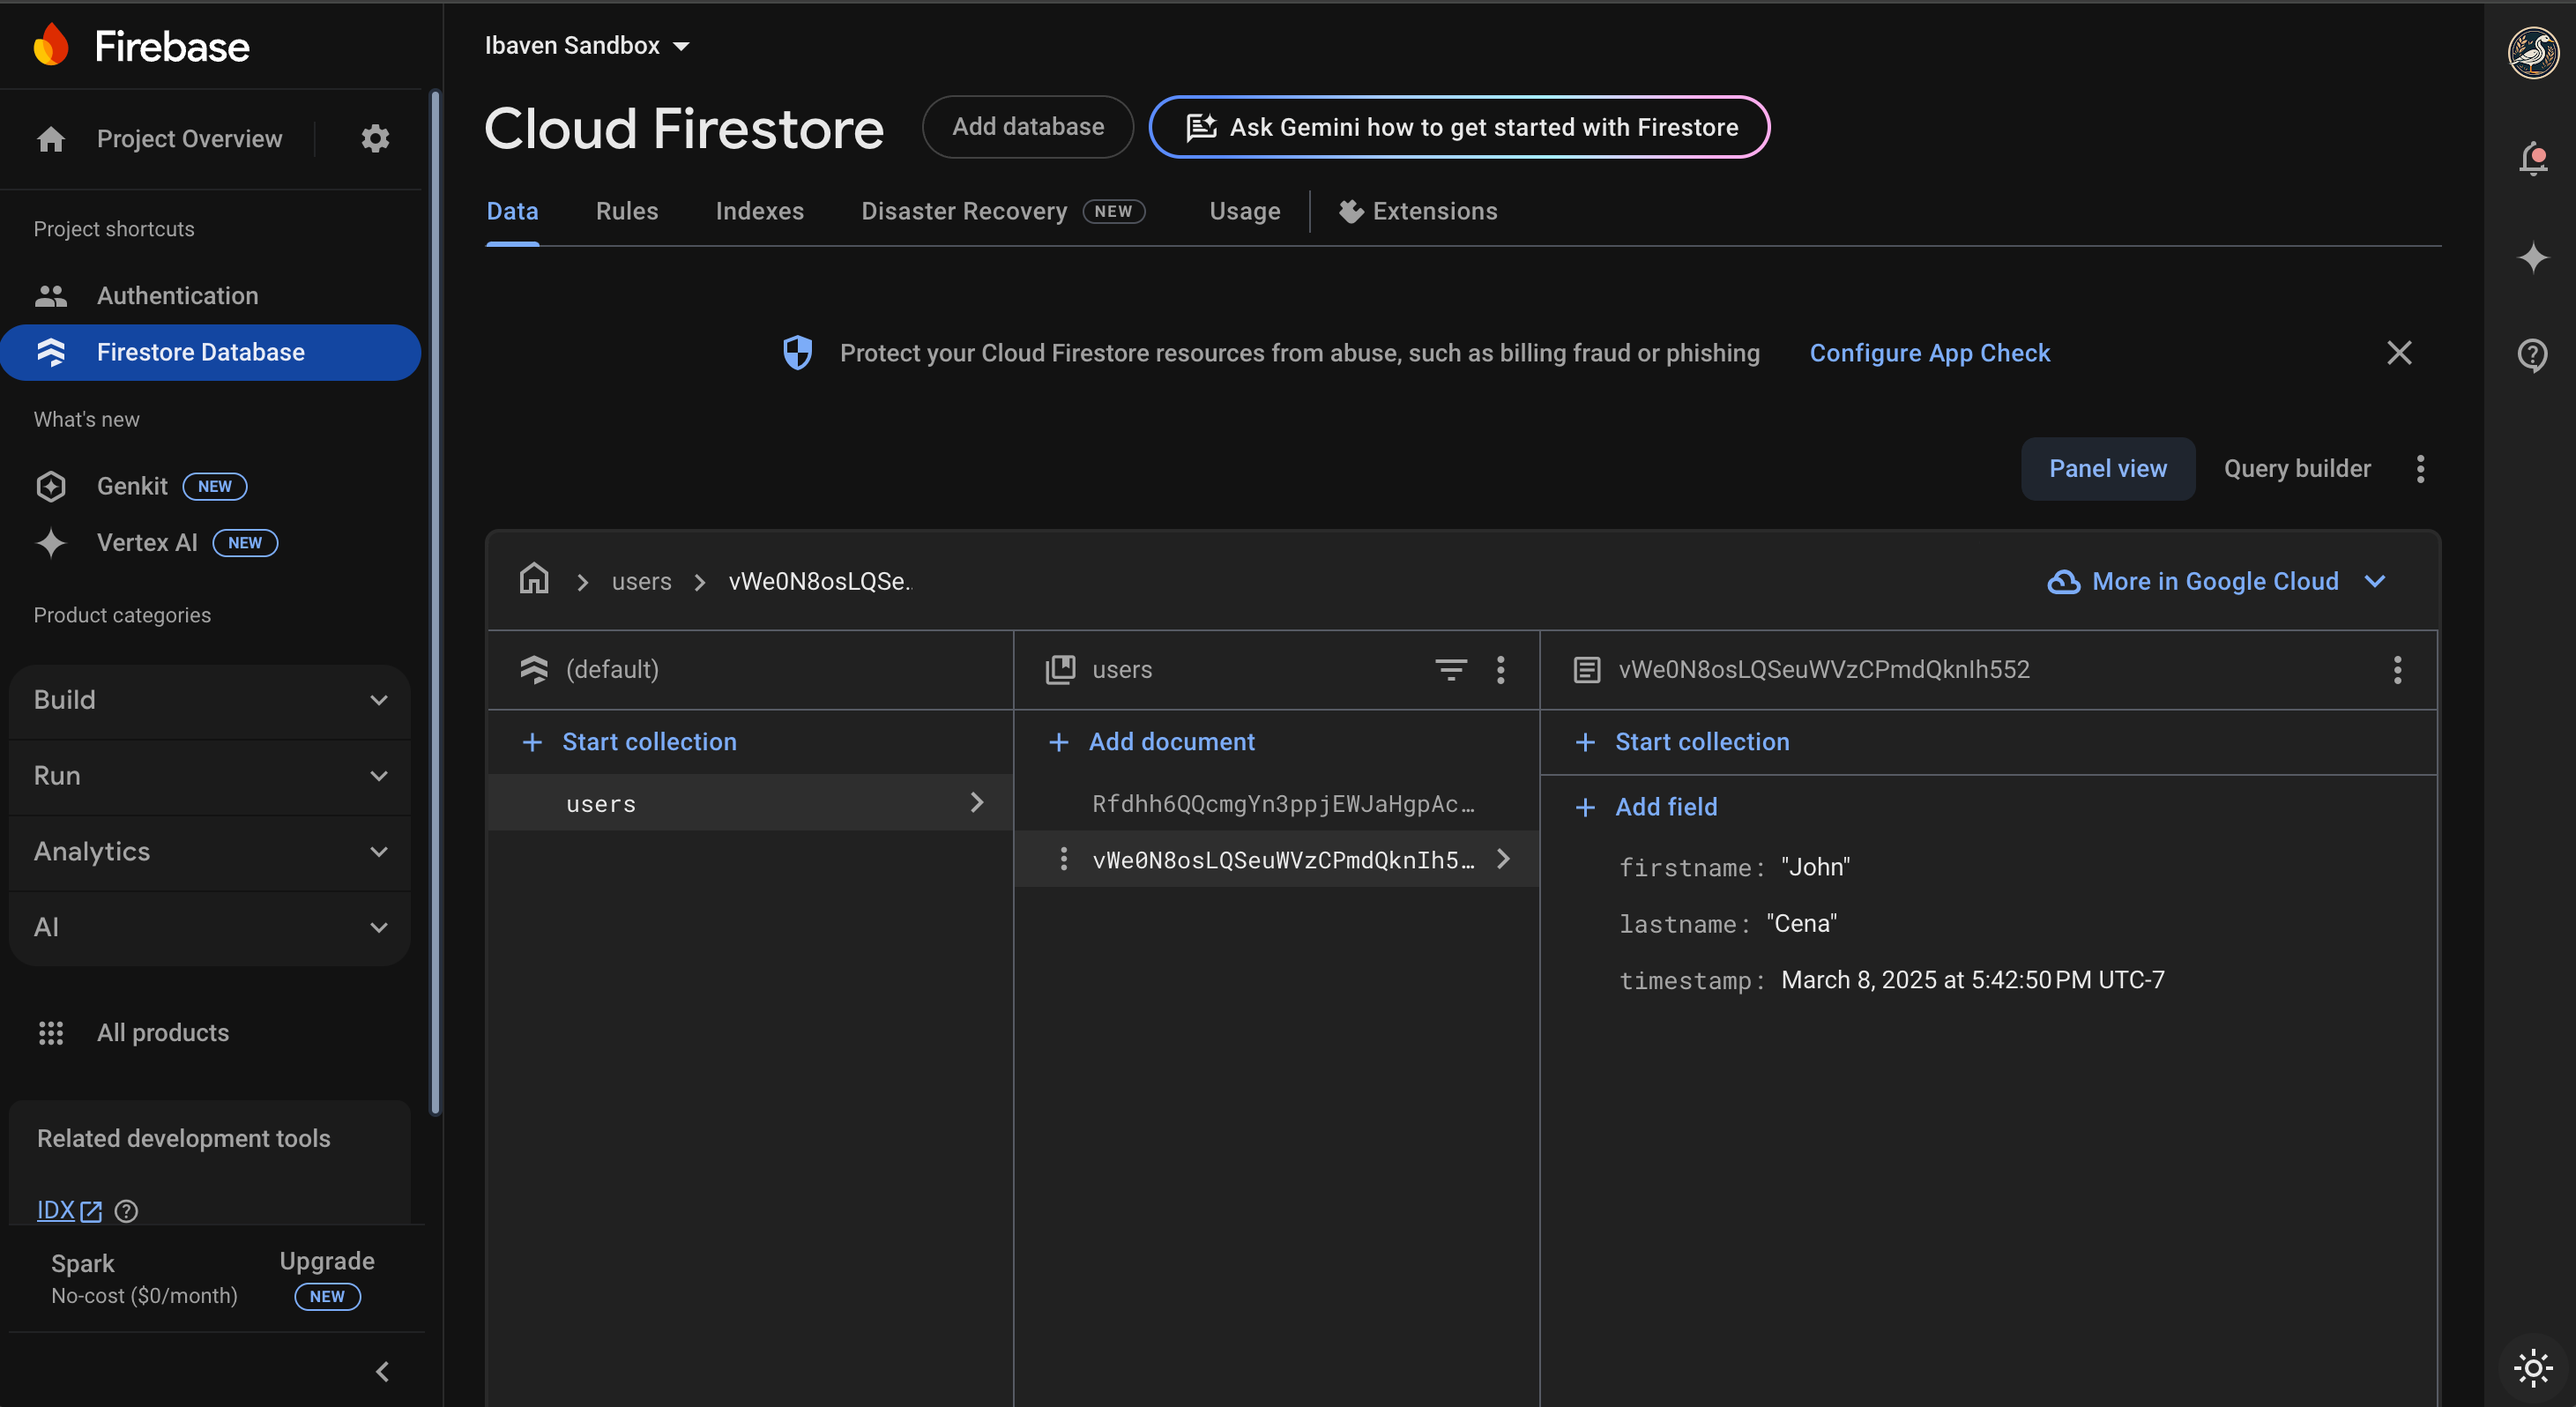 Firebase
Project Overview
Project shortcuts
Authentication
Firestore Database
What's new
Genkit NEW
Vertex AI NEW
Product categories
Build
Run
Analytics
AI
All products
Related development tools
IDX
Spark
No-cost ($0/month)
Upgrade
NEW
Ibaven Sandbox
Cloud Firestore
Add database
Ask Gemini how to get started with Firestore
Data Rules Indexes Disaster Recovery NEW Usage Extensions
Protect your Cloud Firestore resources from abuse, such as billing fraud or phishing Configure App Check
Panel view Query builder
users vWe0N8osLQSe..
More in Google Cloud
(default)
Start collection
users
users
Add document
Rfdhh6QQcmgYn3ppjEWJaHgpAc…
vWe0N8osLQSeuWVzCPmdQknIh5…
vWe0N8osLQSeuWVzCPmdQknIh552
Start collection
Add field
firstname: "John"
lastname: "Cena"
timestamp: March 8, 2025 at 5:42:50 PM UTC-7